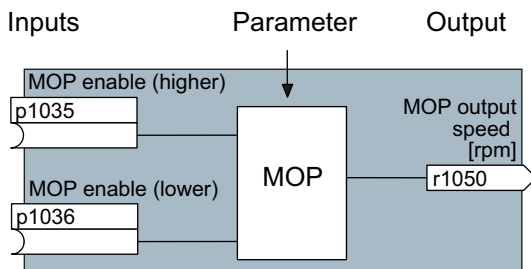 Inputs
Parameter
Output
MOP enable (higher)
p1035
MOP enable (lower)
p1036
MOP
MOP output
speed
[rpm]
r1050